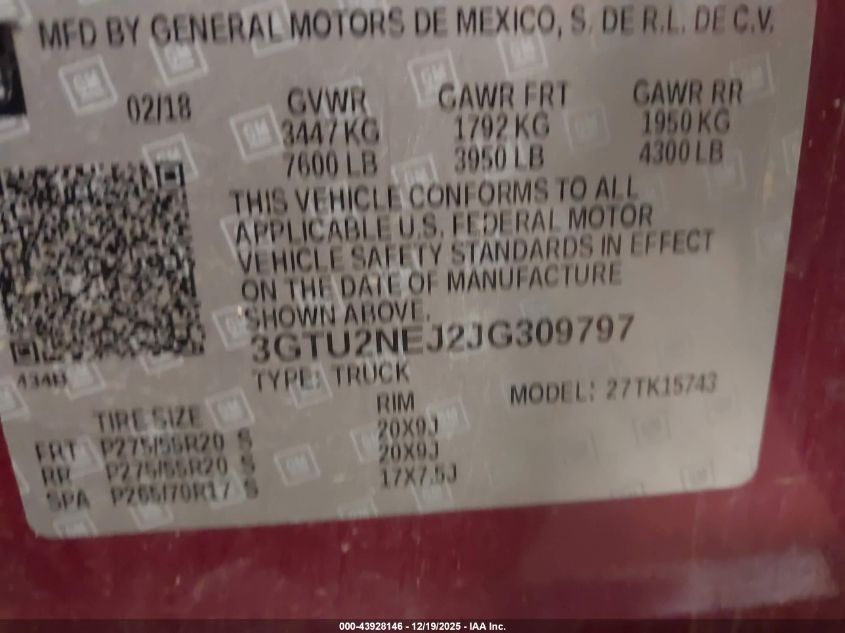 MFD BY GENERAL MOTORS DE MEXICO, S. DE R.L. DE C.V.
02/18 GVWR GAWR FRT GAWR RR
3447 KG 1792 KG 1950 KG
7600 LB 3950 LB 4300 LB
THIS VEHICLE CONFORMS TO ALL
APPLICABLE U.S. FEDERAL MOTOR
VEHICLE SAFETY STANDARDS IN EFFECT
ON THE DATE OF MANUFACTURE
SHOWN ABOVE.
3GTU2NEJ2JG309797
434B TYPE: TRUCK MODEL: 27TK15743
TIRE SIZE RIM
FRT P275/55R20 S 20X9J
RR P275/55R20 S 20X9J
SPA P265/70R17 S 17X7.5J
000-43928146 - 12/19/2025 - IAA Inc.